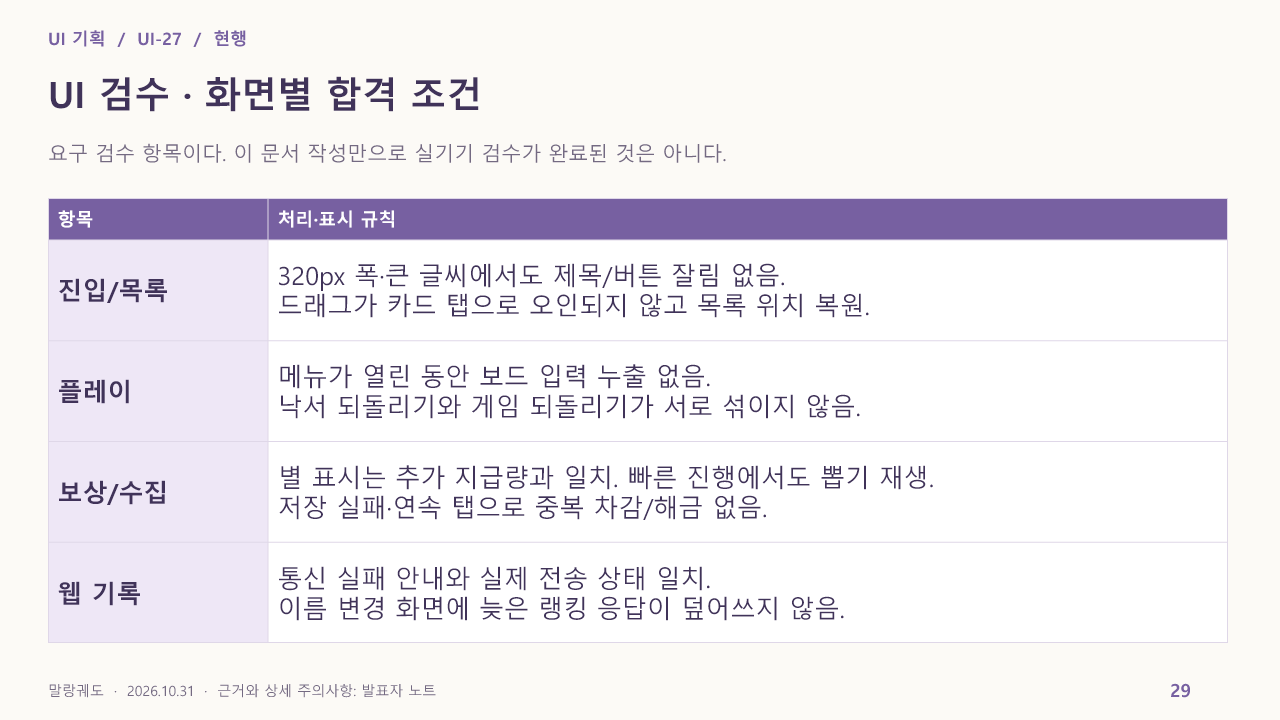 UI 기획 / UI-27 / 현행
UI 검수 · 화면별 합격 조건
요구 검수 항목이다. 이 문서 작성만으로 실기기 검수가 완료된 것은 아니다.
항목
처리·표시 규칙
진입/목록
320px 폭·큰 글씨에서도 제목/버튼 잘림 없음.
드래그가 카드 탭으로 오인되지 않고 목록 위치 복원.
플레이
메뉴가 열린 동안 보드 입력 누출 없음.
낙서 되돌리기와 게임 되돌리기가 서로 섞이지 않음.
보상/수집
별 표시는 추가 지급량과 일치. 빠른 진행에서도 뽑기 재생.
저장 실패·연속 탭으로 중복 차감/해금 없음.
웹 기록
통신 실패 안내와 실제 전송 상태 일치.
이름 변경 화면에 늦은 랭킹 응답이 덮어쓰지 않음.
말랑궤도 · 2026.10.31 · 근거와 상세 주의사항: 발표자 노트
29